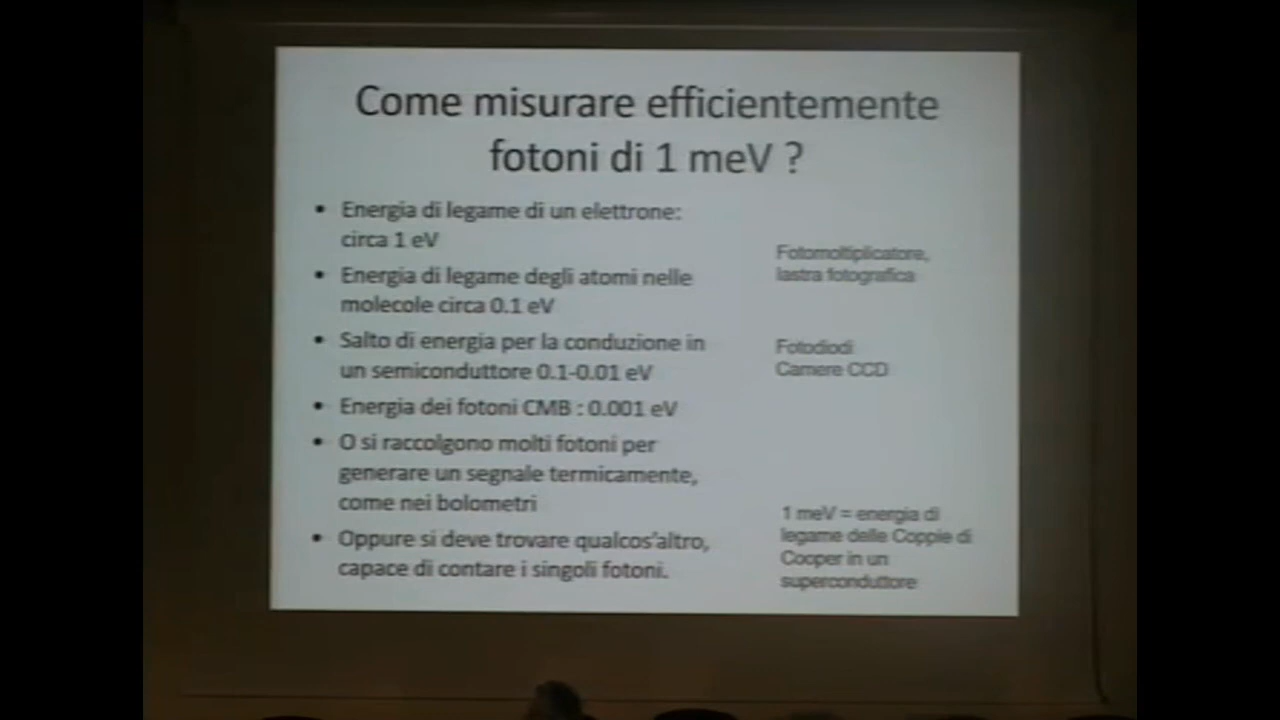 Come misurare efficientemente
fotoni di 1 meV ?
• Energia di legame di un elettrone:
circa 1 eV
• Energia di legame degli atomi nelle
molecole circa 0.1 eV
• Salto di energia per la conduzione in
un semiconduttore 0.1-0.01 eV
• Energia dei fotoni CMB : 0.001 eV
• O si raccolgono molti fotoni per
generare un segnale termicamente,
come nei bolometri
• Oppure si deve trovare qualcos'altro,
capace di contare i singoli fotoni.
Fotomoltiplicatore,
lastra fotografica
Fotodiodi
Camere CCD
1 meV = energia di
legame delle Coppie di
Cooper in un
superconduttore